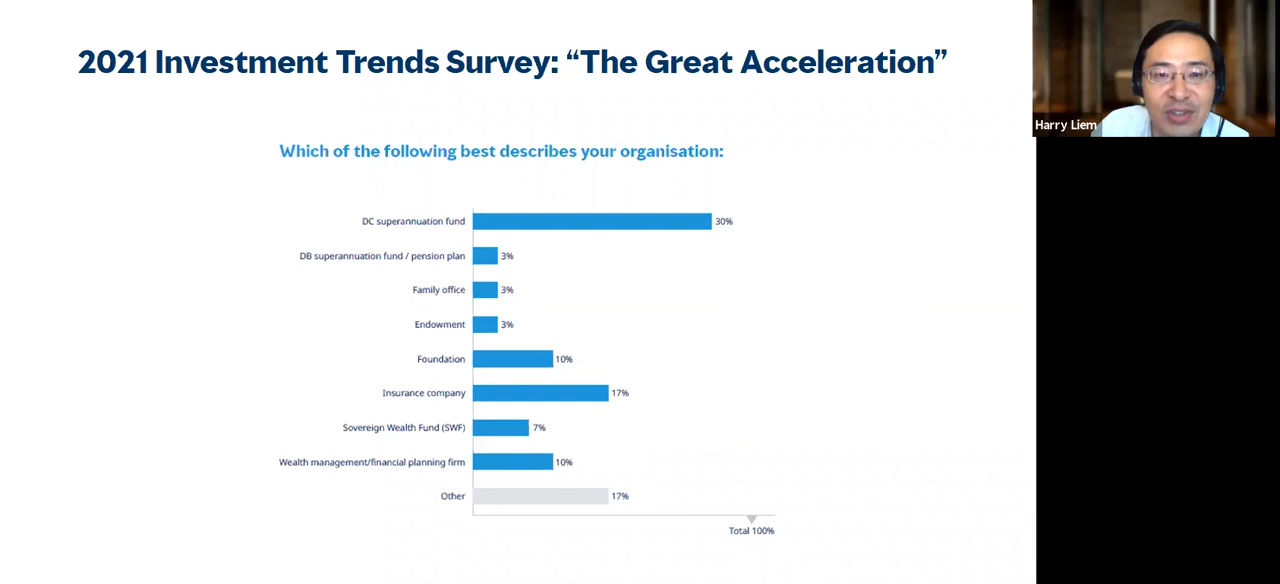 2021 Investment Trends Survey: “The Great Acceleration”
Harry Liem
Which of the following best describes your organisation:
DC superannuation fund 30%
DB superannuation fund / pension plan 3%
Family office 3%
Endowment 3%
Foundation 10%
Insurance company 17%
Sovereign Wealth Fund (SWF) 7%
Wealth management/financial planning firm 10%
Other 17%
Total 100%